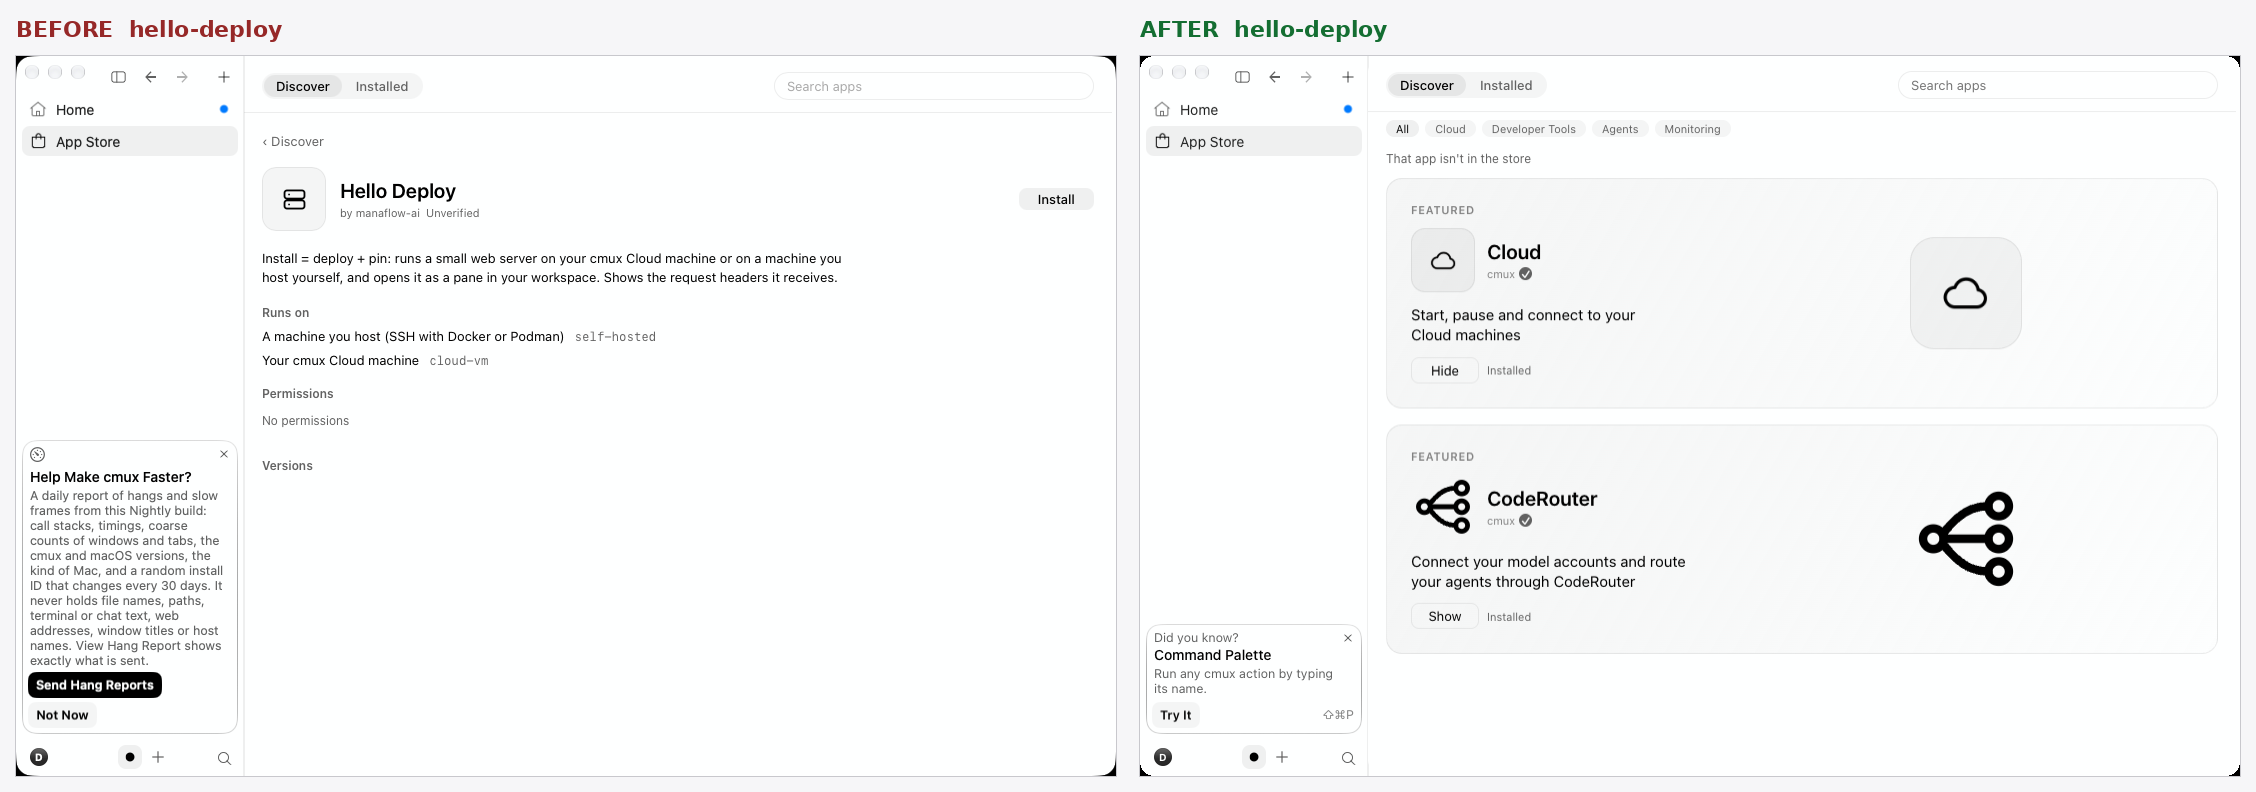 BEFORE hello-deploy
Home
App Store
Help Make cmux Faster?
A daily report of hangs and slow
frames from this Nightly build:
call stacks, timings, coarse
counts of windows and tabs, the
cmux and macOS versions, the
kind of Mac, and a random install
ID that changes every 30 days. It
never holds file names, paths,
terminal or chat text, web
addresses, window titles or host
names. View Hang Report shows
exactly what is sent.
Send Hang Reports
Not Now
D
Discover Installed
Search apps
‹ Discover
Hello Deploy
by manaflow-ai Unverified
Install
Install = deploy + pin: runs a small web server on your cmux Cloud machine or on a machine you
host yourself, and opens it as a pane in your workspace. Shows the request headers it receives.
Runs on
A machine you host (SSH with Docker or Podman) self-hosted
Your cmux Cloud machine cloud-vm
Permissions
No permissions
Versions
AFTER hello-deploy
Home
App Store
Did you know?
Command Palette
Run any cmux action by typing
its name.
Try It ⇧⌘P
D
Discover Installed
Search apps
All Cloud Developer Tools Agents Monitoring
That app isn't in the store
FEATURED
Cloud
cmux
Start, pause and connect to your
Cloud machines
Hide Installed
FEATURED
CodeRouter
cmux
Connect your model accounts and route
your agents through CodeRouter
Show Installed